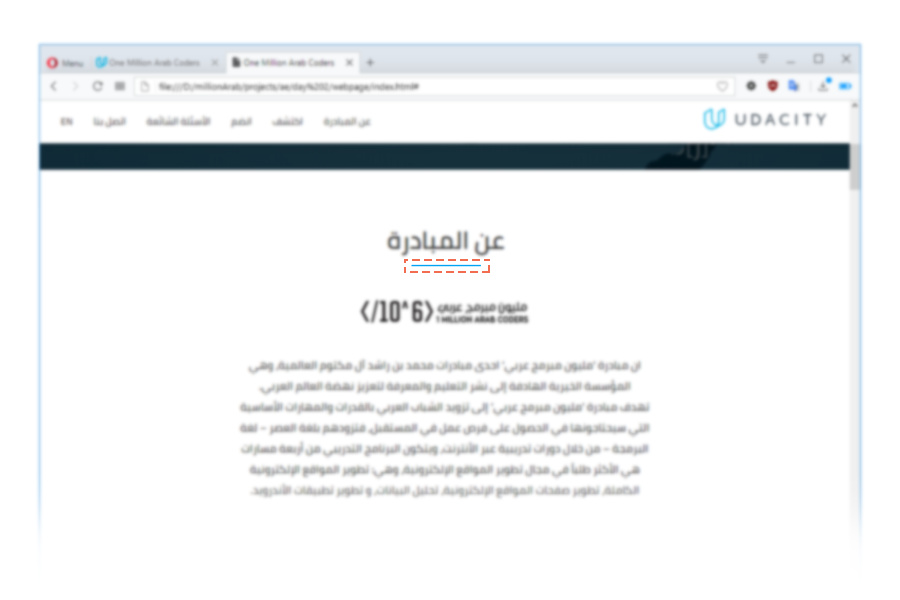 Menu One Million Arab Coders One Million Arab Coders
file:///D:/millionArab/projects/ae/day%202/webpage/index.html#
عن المبادرة اكتشف انضم الأسئلة الشائعة اتصل بنا EN
UDACITY
عن المبادرة
</10^6> مليون مبرمج عربي
1 MILLION ARAB CODERS
ان مبادرة "مليون مبرمج عربي" احدى مبادرات محمد بن راشد آل مكتوم العالمية، وهي
المؤسسة الخيرية الهادفة إلى نشر التعليم والمعرفة لتعزيز نهضة العالم العربي.
تهدف مبادرة "مليون مبرمج عربي" إلى تزويد الشباب العربي بالقدرات والمهارات الأساسية
التي سيحتاجونها في الحصول على فرص عمل في المستقبل، فتزودهم بلغة العصر – لغة
البرمجة – من خلال دورات تدريبية عبر الأنترنت، ويتكون البرنامج التدريبي من أربعة مسارات
هي الأكثر طلباً في مجال تطوير المواقع الإلكترونية، وهي: تطوير المواقع الإلكترونية
الكاملة، تطوير صفحات المواقع الإلكترونية، تحليل البيانات، و تطوير تطبيقات الأندرويد.